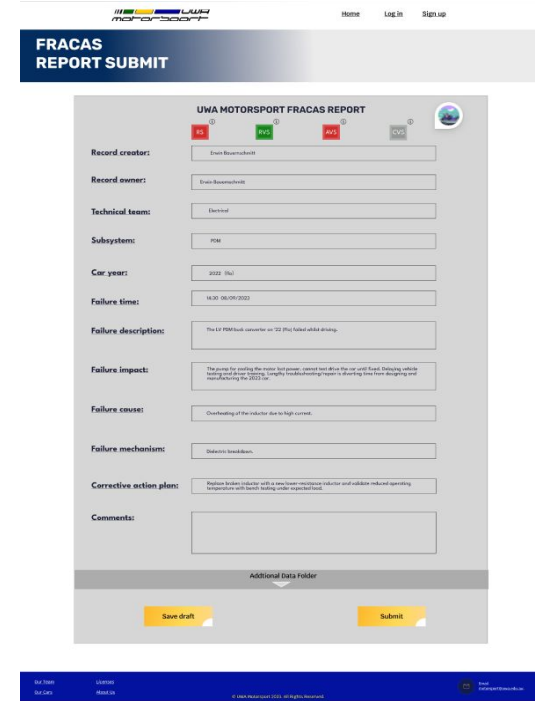 UWA
motorsport
Home Log in Sign up
FRACAS
REPORT SUBMIT
UWA MOTORSPORT FRACAS REPORT
RS RVS AVS CVS
Record creator: Erwin Bauernschmitt
Record owner: Erwin Bauernschmitt
Technical team: Electrical
Subsystem: PDM
Car year: 2022 (flo)
Failure time: 14:30 08/09/2022
Failure description: The LV PDM buck converter on '22 (Flo) failed whilst driving.
Failure impact: The pump for cooling the motor lost power; cannot test drive the car until fixed. Delaying vehicle
testing and driver training. Lengthy troubleshooting/repair is diverting time from designing and
manufacturing the 2023 car.
Failure cause: Overheating of the inductor due to high current.
Failure mechanism: Dielectric breakdown.
Corrective action plan: Replace broken inductor with a new lower-resistance inductor and validate reduced operating
temperature with bench testing under expected load.
Comments:
Addtional Data Folder
Save draft Submit
Our Team Licenses
Our Cars About Us
© UWA Motorsport 2023. All Rights Reserved.
Email